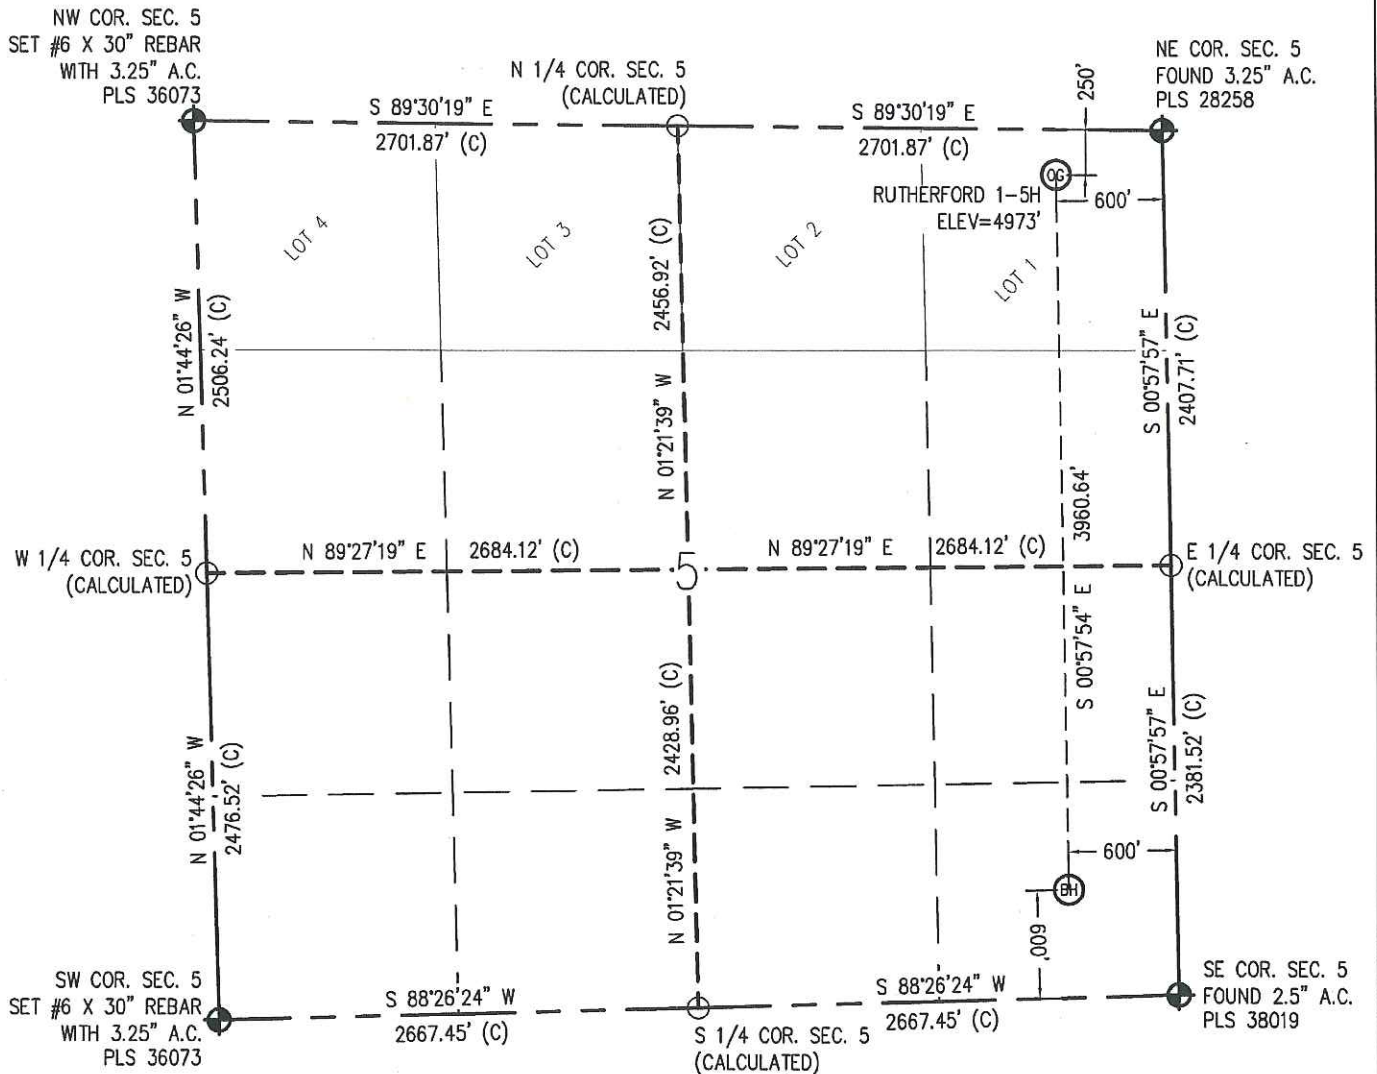 NW COR. SEC. 5
SET #6 X 30" REBAR
WITH 3.25" A.C.
PLS 36073
N 1/4 COR. SEC. 5
(CALCULATED)
NE COR. SEC. 5
FOUND 3.25" A.C.
PLS 28258
250'
S 89°30'19" E
2701.87' (C)
S 89°30'19" E
2701.87' (C)
OG
RUTHERFORD 1-5H
ELEV=4973'
600'
LOT 4
LOT 3
LOT 2
LOT 1
N 01°44'26" W
2506.24' (C)
2456.92' (C)
N 01°21'39" W
S 00°57'57" E
2407.71' (C)
3960.64'
S 00°57'54" E
W 1/4 COR. SEC. 5
(CALCULATED)
N 89°27'19" E
2684.12' (C)
5
N 89°27'19" E
2684.12' (C)
E 1/4 COR. SEC. 5
(CALCULATED)
N 01°44'26" W
2476.52' (C)
2428.96' (C)
N 01°21'39" W
S 00°57'57" E
2381.52' (C)
600'
BH
600'
SW COR. SEC. 5
SET #6 X 30" REBAR
WITH 3.25" A.C.
PLS 36073
S 88°26'24" W
2667.45' (C)
S 1/4 COR. SEC. 5
(CALCULATED)
S 88°26'24" W
2667.45' (C)
SE COR. SEC. 5
FOUND 2.5" A.C.
PLS 38019